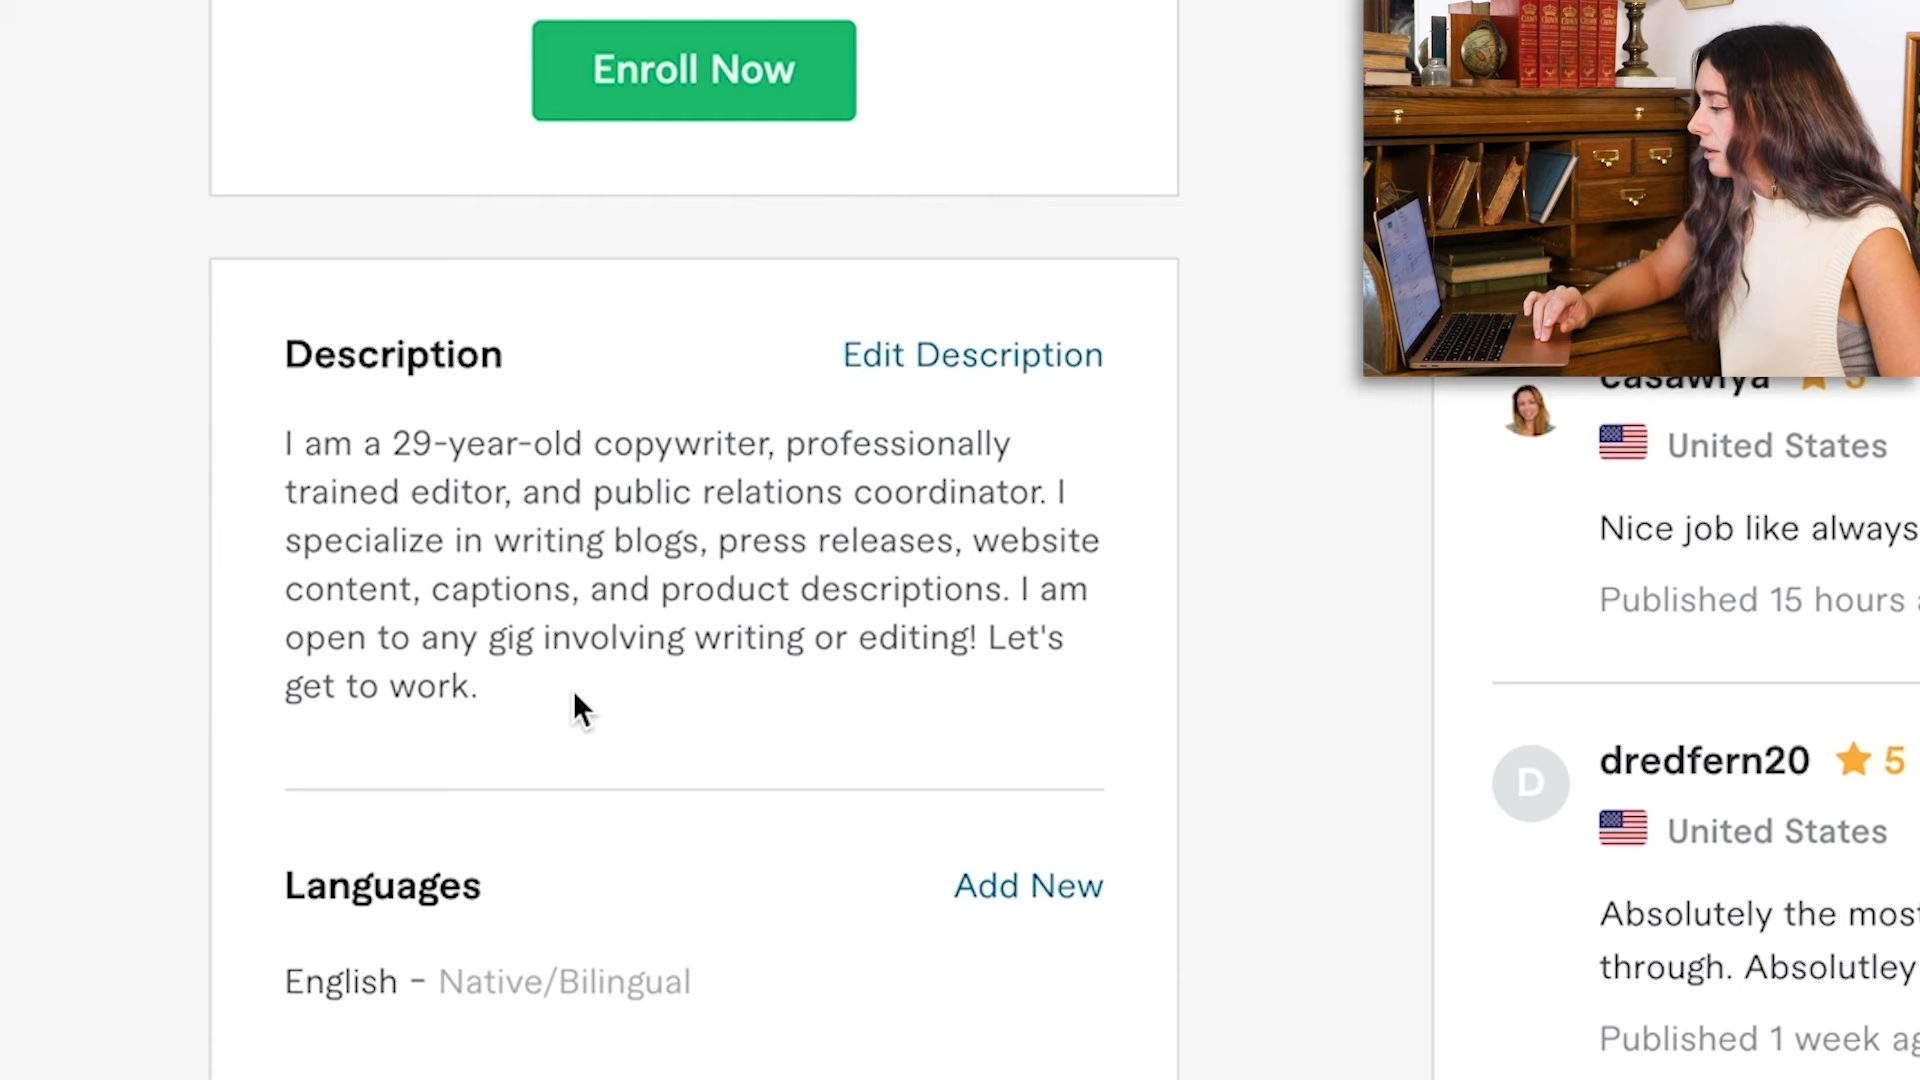 Enroll Now
Description
Edit Description
I am a 29-year-old copywriter, professionally
trained editor, and public relations coordinator. I
specialize in writing blogs, press releases, website
content, captions, and product descriptions. I am
open to any gig involving writing or editing! Let's
get to work.
Languages
Add New
English - Native/Bilingual
casawiya 5
United States
Nice job like always
Published 15 hours
D
dredfern20 5
United States
Absolutely the most
through. Absolutley
Published 1 week